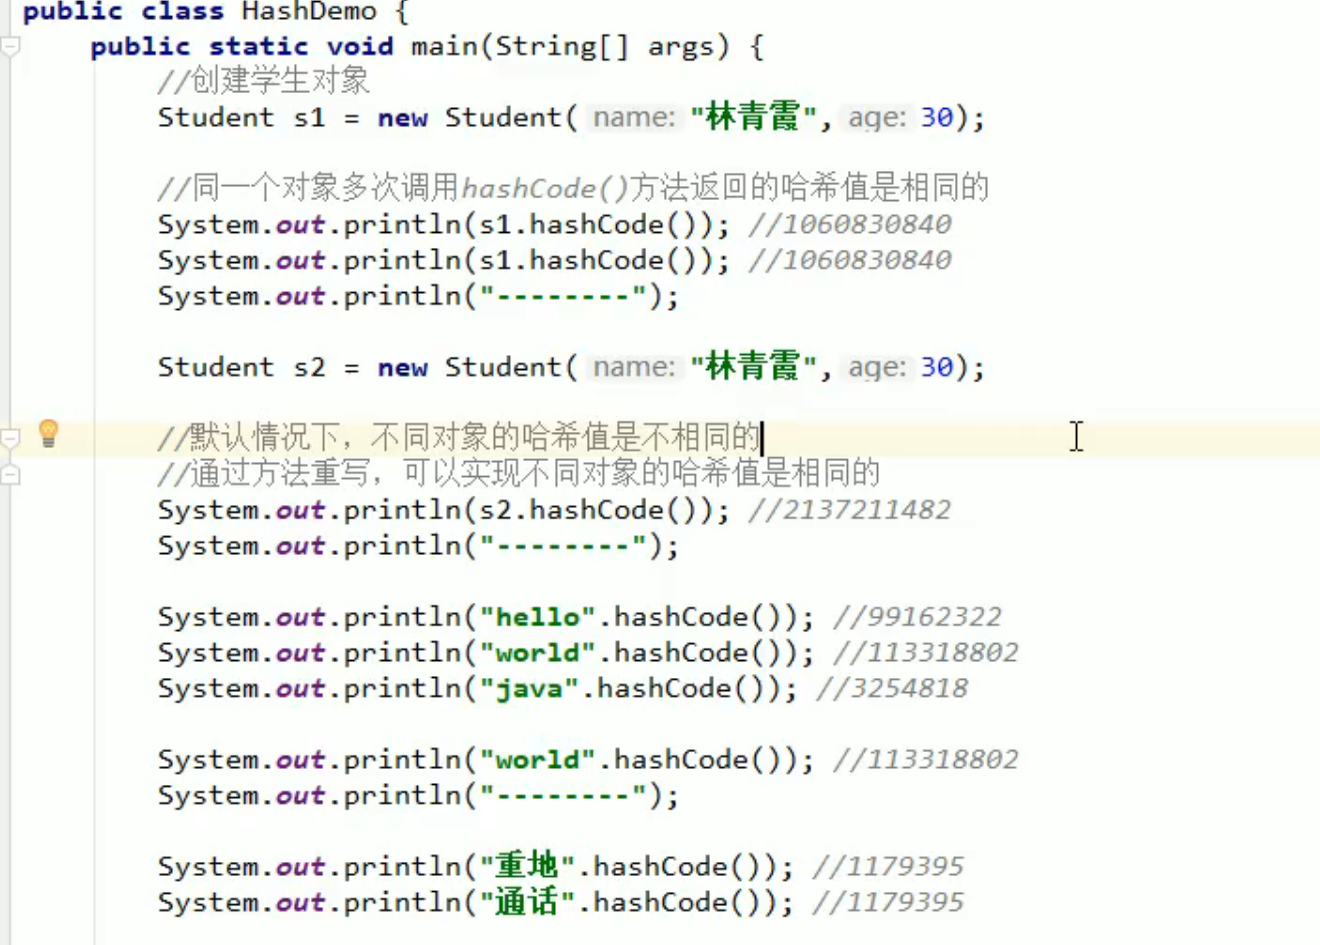 public class HashDemo {
public static void main(String[] args) {
//创建学生对象
Student s1 = new Student( name: "林青霞", age: 30);
//同一个对象多次调用hashCode()方法返回的哈希值是相同的
System.out.println(s1.hashCode()); //1060830840
System.out.println(s1.hashCode()); //1060830840
System.out.println("--------");
Student s2 = new Student( name: "林青霞", age: 30);
//默认情况下，不同对象的哈希值是不相同的
//通过方法重写，可以实现不同对象的哈希值是相同的
System.out.println(s2.hashCode()); //2137211482
System.out.println("--------");
System.out.println("hello".hashCode()); //99162322
System.out.println("world".hashCode()); //113318802
System.out.println("java".hashCode()); //3254818
System.out.println("world".hashCode()); //113318802
System.out.println("--------");
System.out.println("重地".hashCode()); //1179395
System.out.println("通话".hashCode()); //1179395